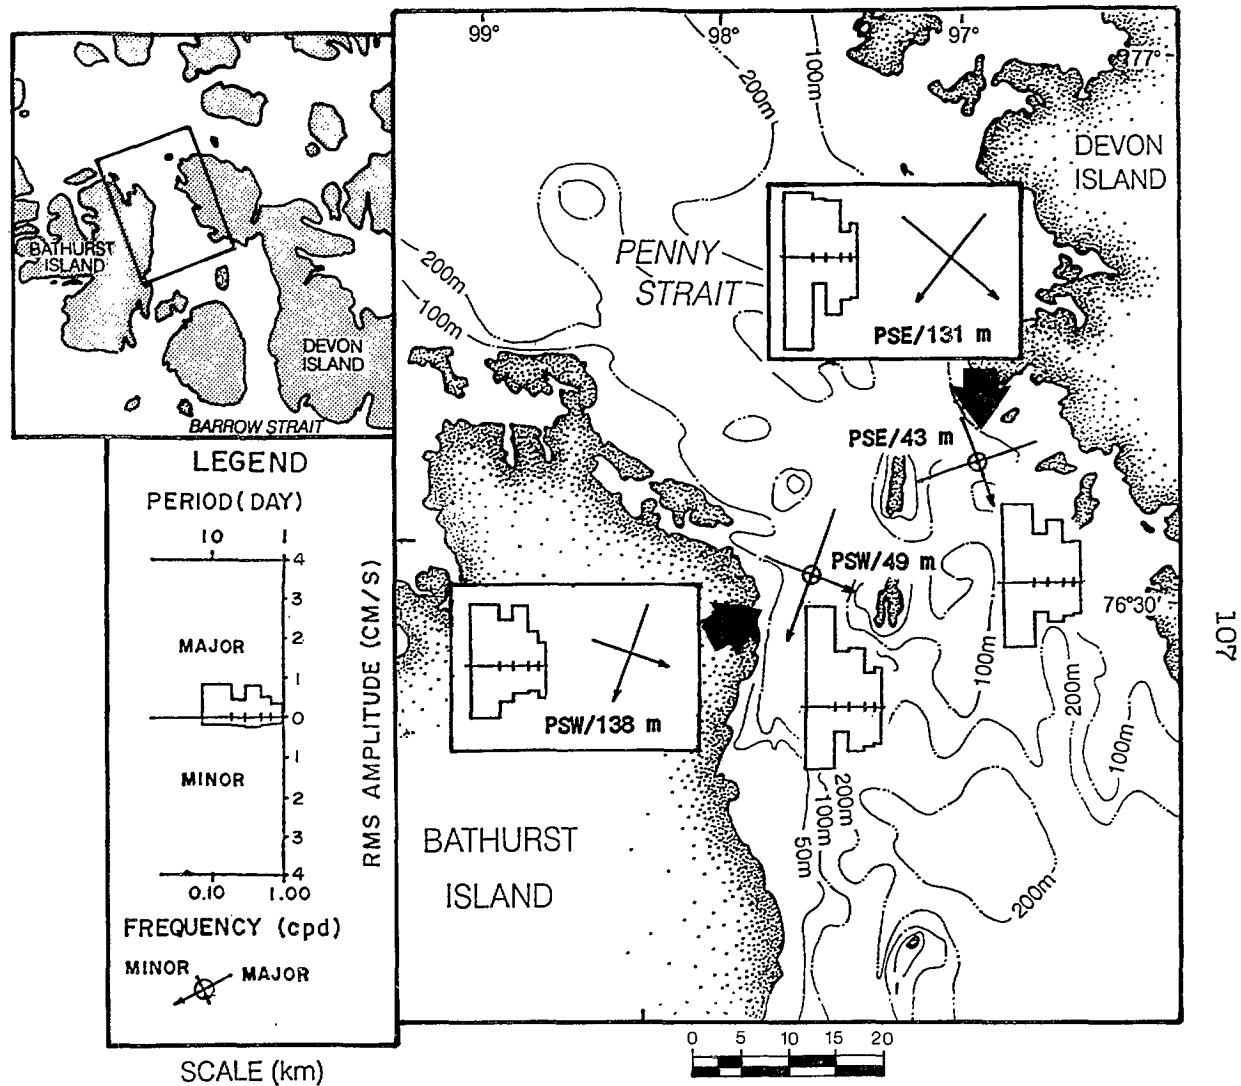 99°
98°
97°
77°
200m
100m
DEVON
ISLAND
PENNY
STRAIT
BATHURST
ISLAND
200m
100m
PSE/131 m
DEVON
ISLAND
BARROW STRAIT
LEGEND
PERIOD (DAY)
10 1
4
3
2
1
0
1
2
3
4
MAJOR
MINOR
RMS AMPLITUDE (CM/S)
0.10 1.00
FREQUENCY (cpd)
MINOR MAJOR
SCALE (km)
PSE/43 m
PSW/49 m
76°30'
PSW/138 m
100m
200m
100m
200m
100m
50m
200m
BATHURST
ISLAND
0 5 10 15 20
107